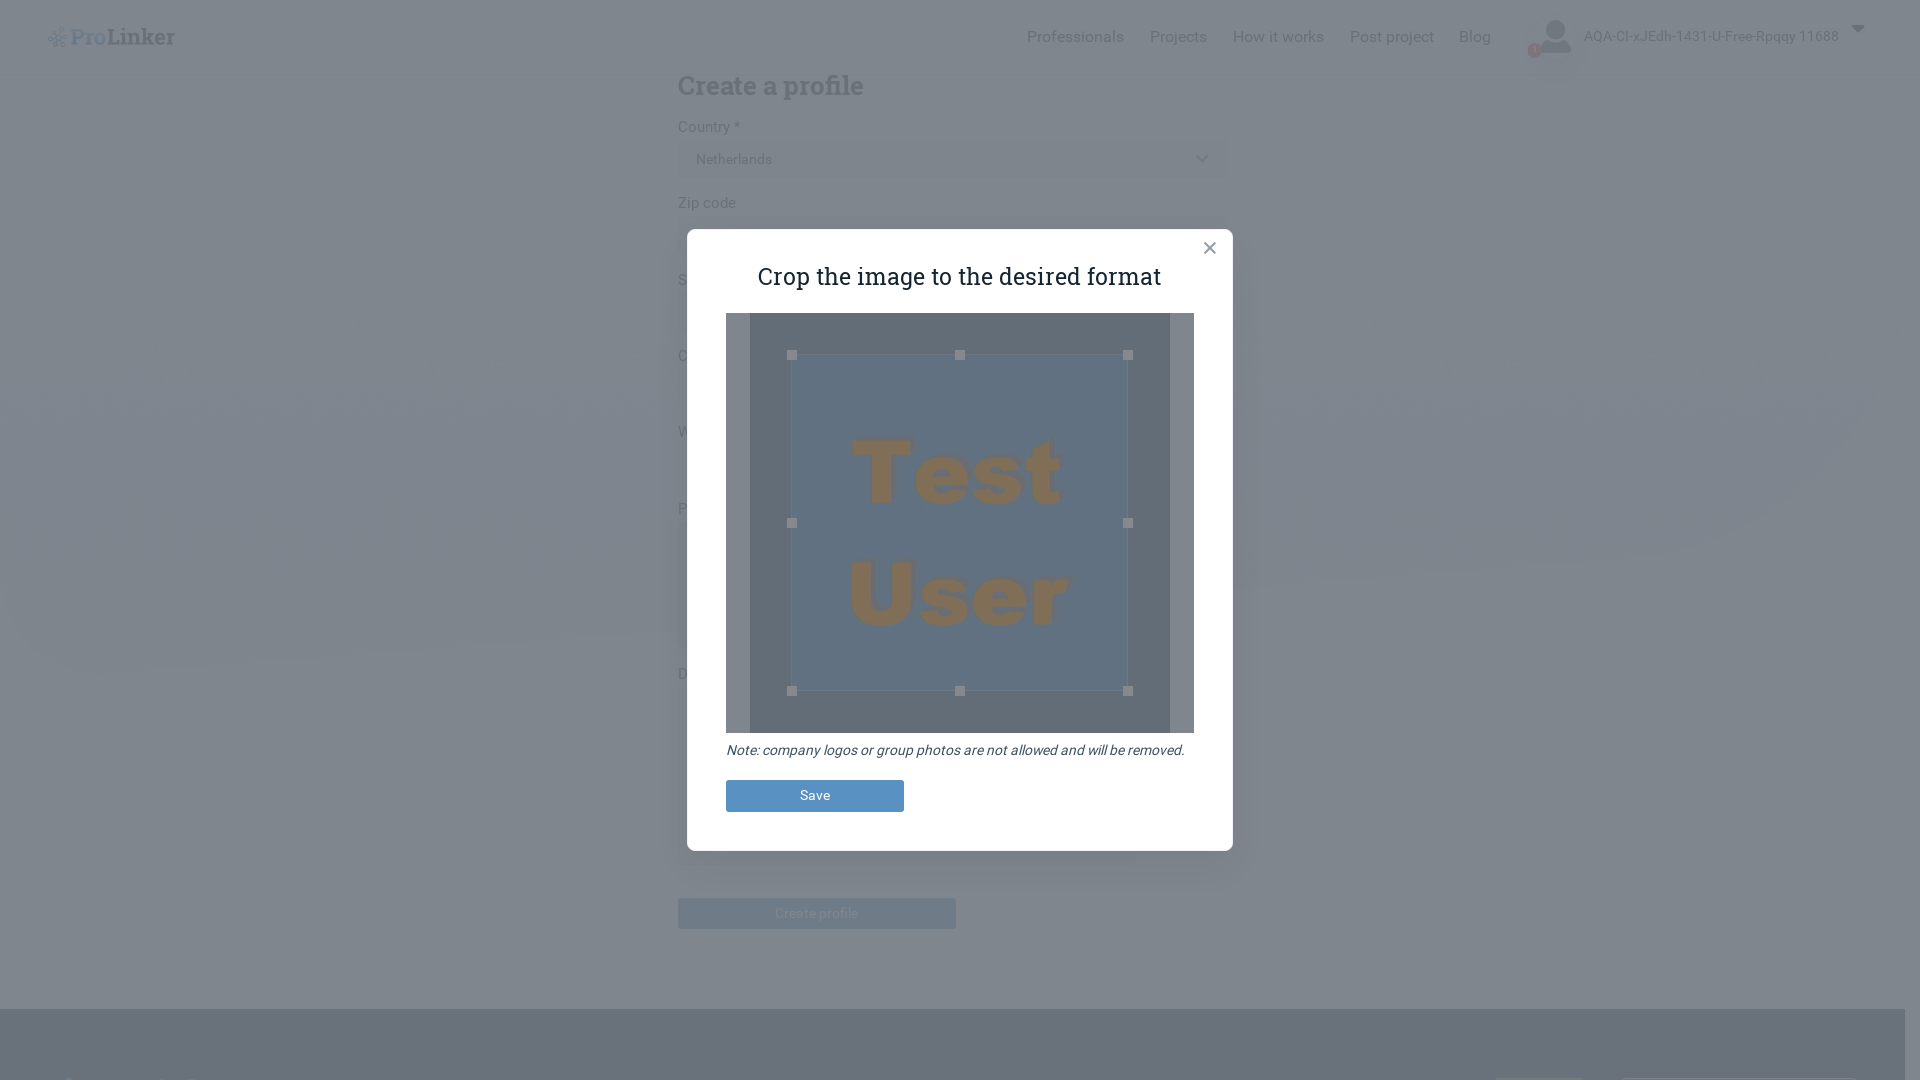 ProLinker
Professionals
Projects
How it works
Post project
Blog
!
AQA-CI-xJEdh-1431-U-Free-Rpqqy 11688
Create a profile
Country *
Netherlands
Zip code
Crop the image to the desired format
Test
User
Note: company logos or group photos are not allowed and will be removed.
Save
Create profile